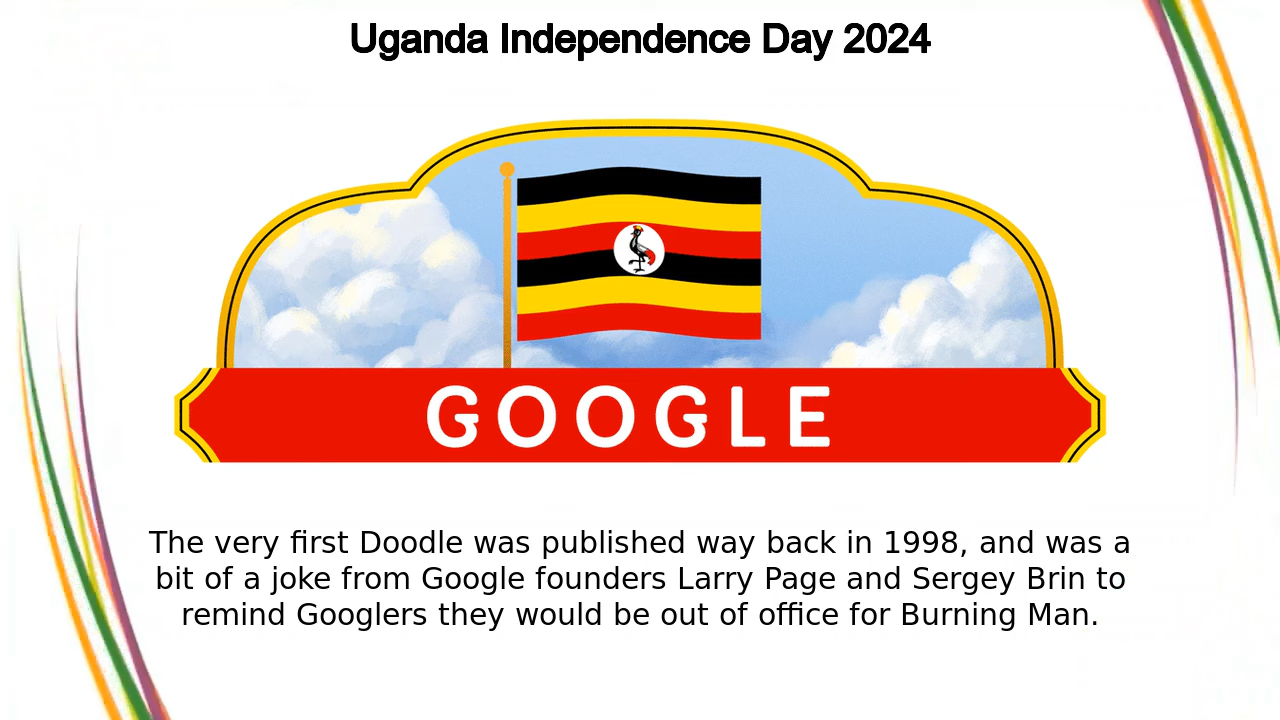 Uganda Independence Day 2024
GOOGLE
The very first Doodle was published way back in 1998, and was a
bit of a joke from Google founders Larry Page and Sergey Brin to
remind Googlers they would be out of office for Burning Man.